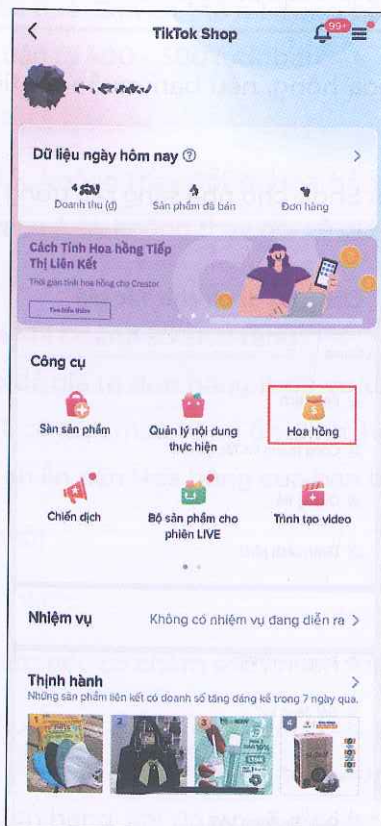 TikTok Shop
99+
Dữ liệu ngày hôm nay
Doanh thu (đ)
Sản phẩm đã bán
Đơn hàng
Cách Tính Hoa hồng Tiếp
Thị Liên Kết
Thời gian tính hoa hồng cho Creator
Tìm hiểu thêm
Công cụ
Sàn sản phẩm
Quản lý nội dung
thực hiện
Hoa hồng
Chiến dịch
Bộ sản phẩm cho
phiên LIVE
Trình tạo video
Nhiệm vụ
Không có nhiệm vụ đang diễn ra
Thịnh hành
Những sản phẩm liên kết có doanh số tăng đáng kể trong 7 ngày qua.
1
2
3
4